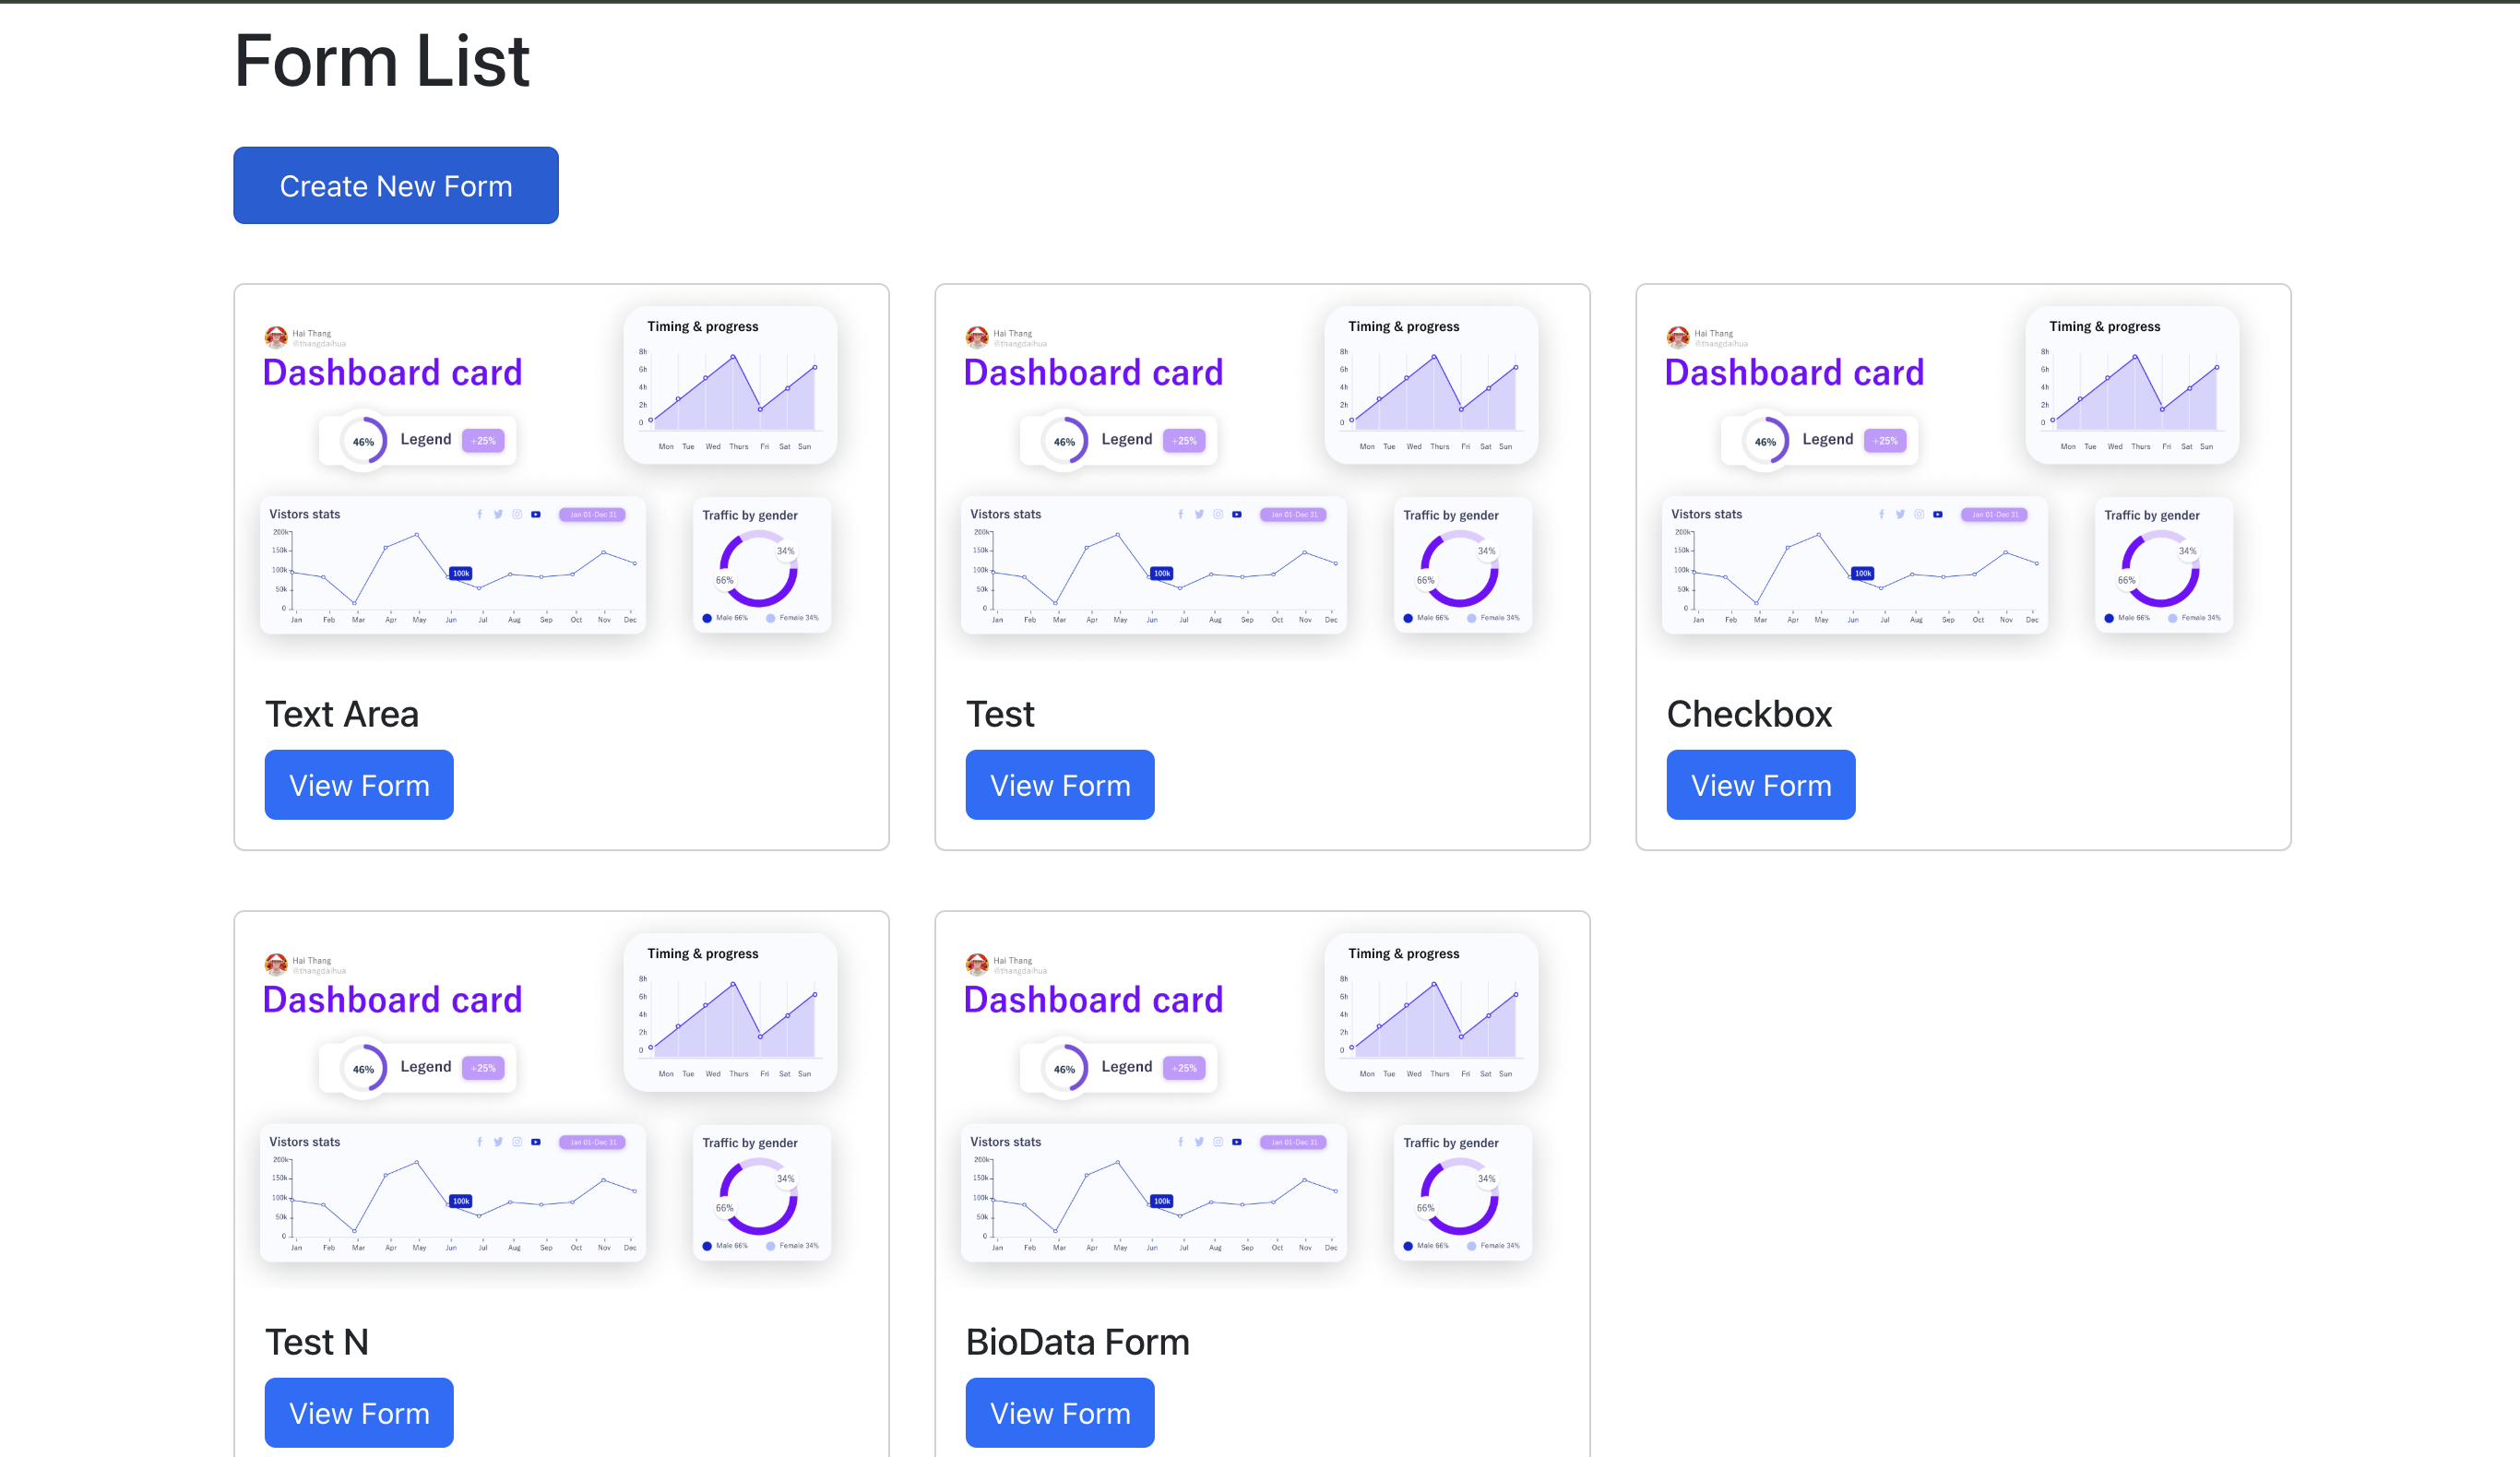 Form List
Create New Form
Hai Thang
@thangdaihua
Dashboard card
46% Legend +25%
Timing & progress
8h
6h
4h
2h
0
Mon Tue Wed Thurs Fri Sat Sun
Vistors stats
Jan 01-Dec 31
200k
150k
100k
50k
0
100k
Jan Feb Mar Apr May Jun Jul Aug Sep Oct Nov Dec
Traffic by gender
34%
66%
Male 66% Female 34%
Text Area
View Form
Hai Thang
@thangdaihua
Dashboard card
46% Legend +25%
Timing & progress
8h
6h
4h
2h
0
Mon Tue Wed Thurs Fri Sat Sun
Vistors stats
Jan 01-Dec 31
200k
150k
100k
50k
0
100k
Jan Feb Mar Apr May Jun Jul Aug Sep Oct Nov Dec
Traffic by gender
34%
66%
Male 66% Female 34%
Test
View Form
Hai Thang
@thangdaihua
Dashboard card
46% Legend +25%
Timing & progress
8h
6h
4h
2h
0
Mon Tue Wed Thurs Fri Sat Sun
Vistors stats
Jan 01-Dec 31
200k
150k
100k
50k
0
100k
Jan Feb Mar Apr May Jun Jul Aug Sep Oct Nov Dec
Traffic by gender
34%
66%
Male 66% Female 34%
Checkbox
View Form
Hai Thang
@thangdaihua
Dashboard card
46% Legend +25%
Timing & progress
8h
6h
4h
2h
0
Mon Tue Wed Thurs Fri Sat Sun
Vistors stats
Jan 01-Dec 31
200k
150k
100k
50k
0
100k
Jan Feb Mar Apr May Jun Jul Aug Sep Oct Nov Dec
Traffic by gender
34%
66%
Male 66% Female 34%
Test N
View Form
Hai Thang
@thangdaihua
Dashboard card
46% Legend +25%
Timing & progress
8h
6h
4h
2h
0
Mon Tue Wed Thurs Fri Sat Sun
Vistors stats
Jan 01-Dec 31
200k
150k
100k
50k
0
100k
Jan Feb Mar Apr May Jun Jul Aug Sep Oct Nov Dec
Traffic by gender
34%
66%
Male 66% Female 34%
BioData Form
View Form